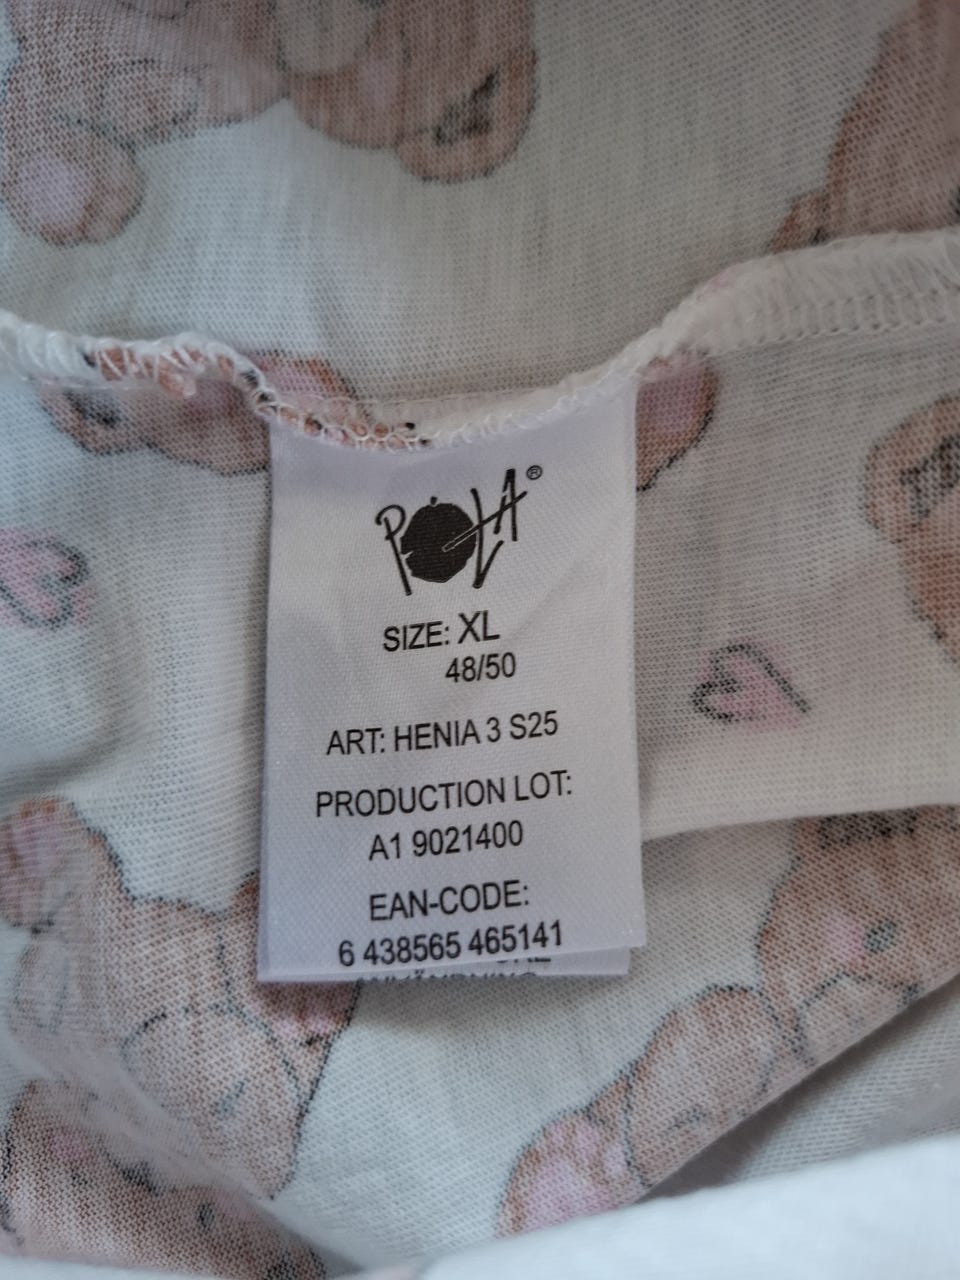 POLA®
SIZE: XL
48/50
ART: HENIA 3 S25
PRODUCTION LOT:
A1 9021400
EAN-CODE:
6 438565 465141